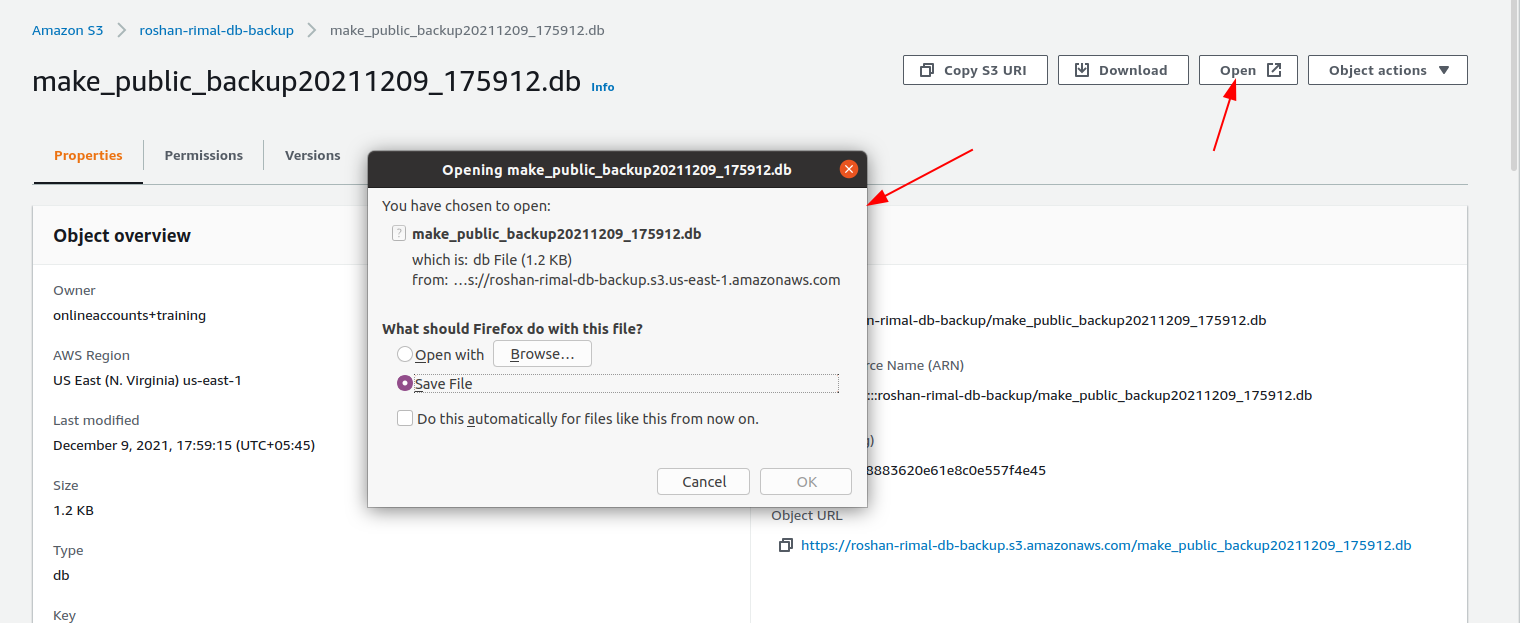 Amazon S3 > roshan-rimal-db-backup > make_public_backup20211209_175912.db
make_public_backup20211209_175912.db Info
Copy S3 URI Download Open Object actions
Properties Permissions Versions
Opening make_public_backup20211209_175912.db
You have chosen to open:
? make_public_backup20211209_175912.db
which is: db File (1.2 KB)
from: …s://roshan-rimal-db-backup.s3.us-east-1.amazonaws.com
What should Firefox do with this file?
Open with Browse…
Save File
Do this automatically for files like this from now on.
Cancel OK
Object overview
Owner
onlineaccounts+training
AWS Region
US East (N. Virginia) us-east-1
Last modified
December 9, 2021, 17:59:15 (UTC+05:45)
Size
1.2 KB
Type
db
Key
n-rimal-db-backup/make_public_backup20211209_175912.db
rce Name (ARN)
:::roshan-rimal-db-backup/make_public_backup20211209_175912.db
g)
8883620e61e8c0e557f4e45
Object URL
https://roshan-rimal-db-backup.s3.amazonaws.com/make_public_backup20211209_175912.db